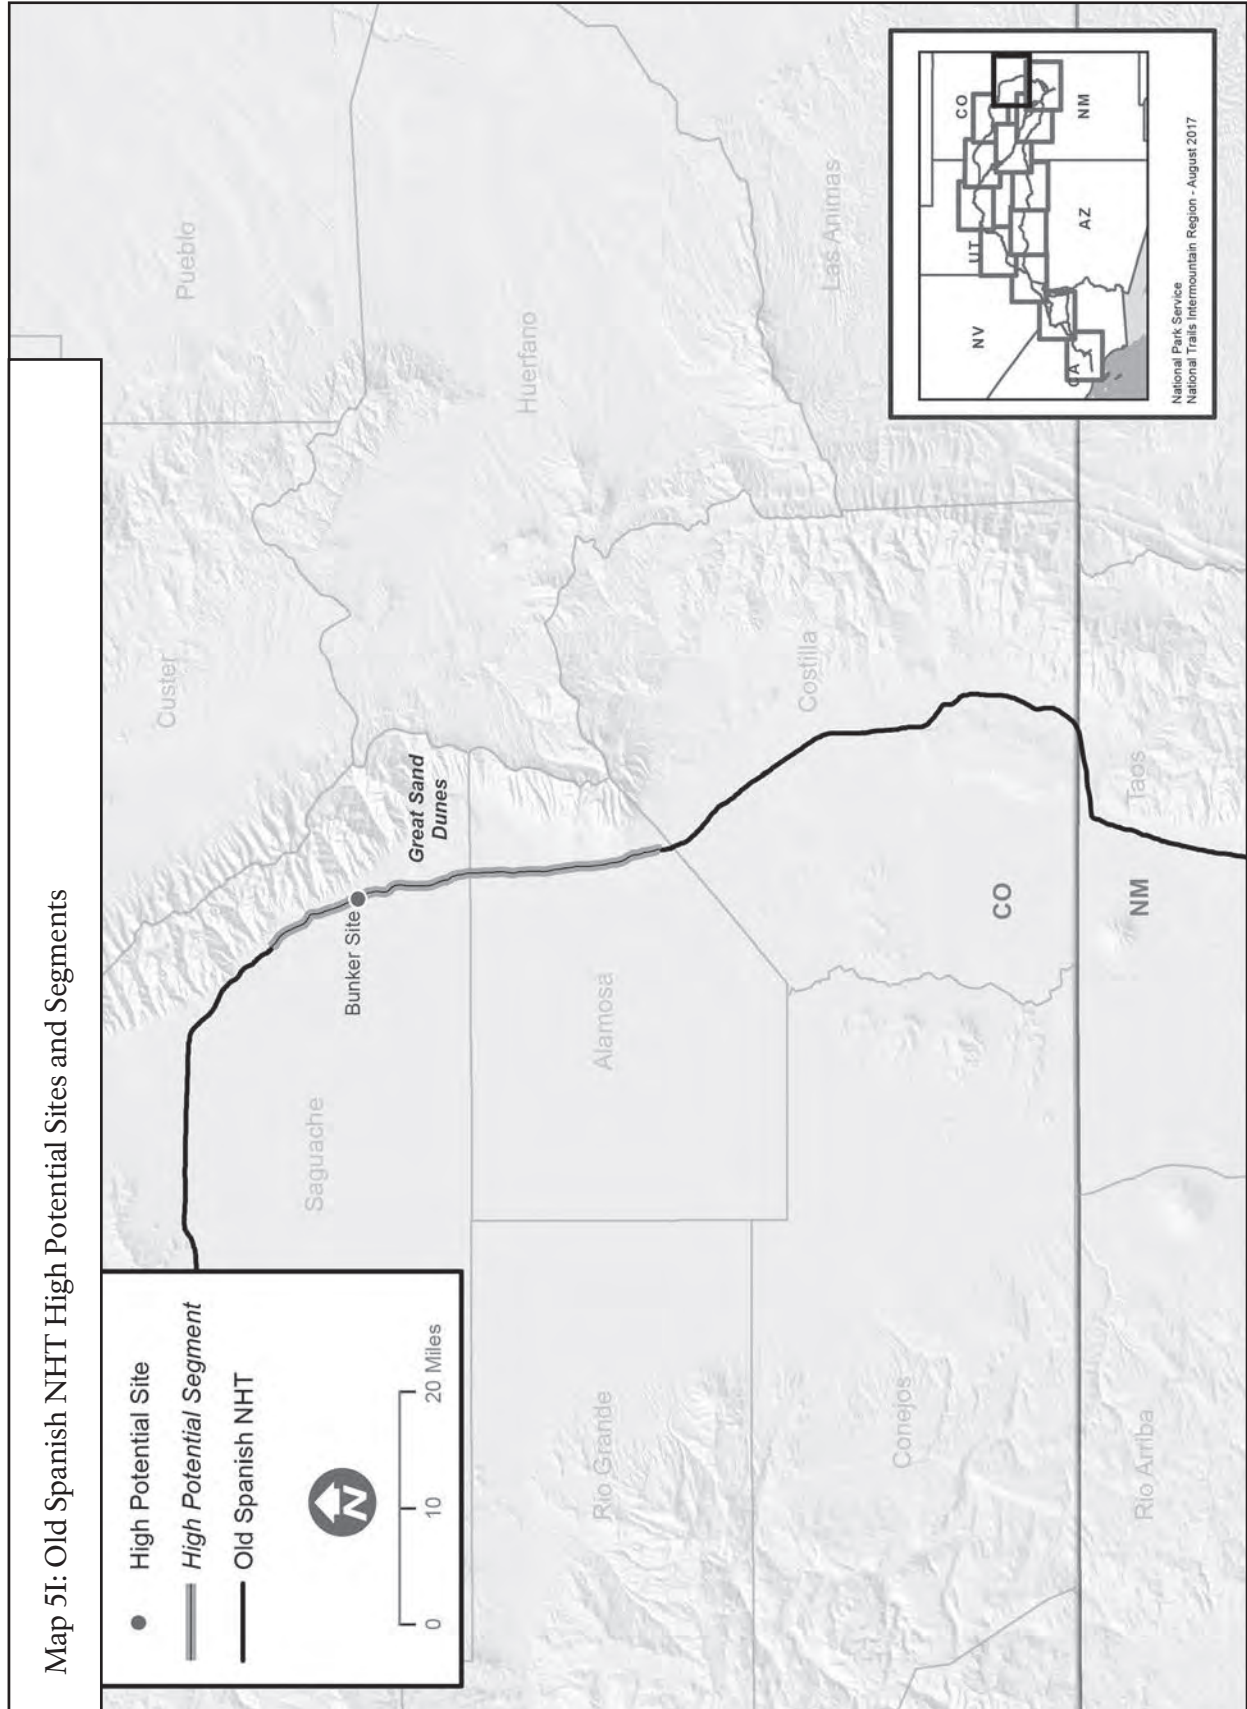 Map 5I: Old Spanish NHT High Potential Sites and Segments
High Potential Site
High Potential Segment
Old Spanish NHT
N
0
10
20 Miles
Pueblo
Custer
Huerfano
Great Sand
Dunes
Bunker Site
Saguache
Alamosa
Las Animas
Costilla
Rio Grande
Conejos
CO
NM
Taos
Rio Arriba
NV
UT
CO
CA
AZ
NM
National Park Service
National Trails Intermountain Region - August 2017